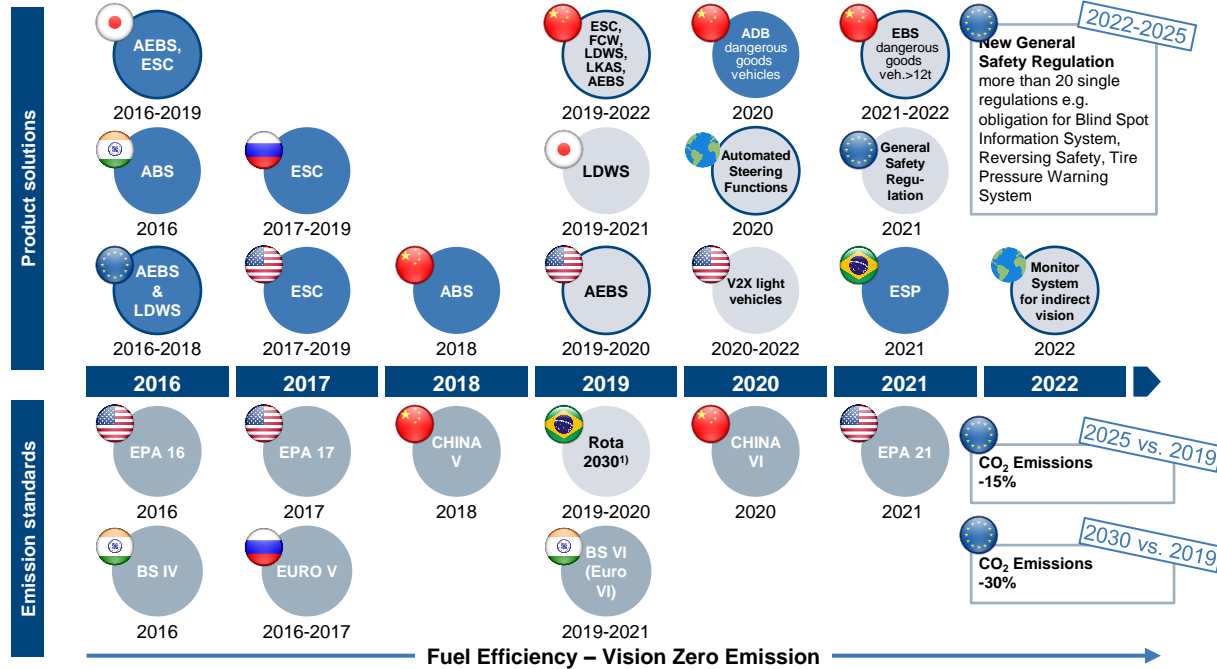 Product solutions
AEBS,
ESC
2016-2019
ESC,
FCW,
LDWS,
LKAS,
AEBS
2019-2022
ADB
dangerous
goods
vehicles
2020
EBS
dangerous
goods
veh.>12t
2021-2022
2022-2025
New General
Safety Regulation
more than 20 single
regulations e.g.
obligation for Blind Spot
Information System,
Reversing Safety, Tire
Pressure Warning
System
ABS
2016
ESC
2017-2019
LDWS
2019-2021
Automated
Steering
Functions
2020
General
Safety
Regu-
lation
2021
AEBS
&
LDWS
2016-2018
ESC
2017-2019
ABS
2018
AEBS
2019-2020
V2X light
vehicles
2020-2022
ESP
2021
Monitor
System
for indirect
vision
2022
2016
2017
2018
2019
2020
2021
2022
Emission standards
EPA 16
2016
EPA 17
2017
CHINA
V
2018
Rota
2030¹⁾
2019-2020
CHINA
VI
2020
EPA 21
2021
2025 vs. 2019
CO₂ Emissions
-15%
BS IV
2016
EURO V
2016-2017
BS VI
(Euro
VI)
2019-2021
2030 vs. 2019
CO₂ Emissions
-30%
Fuel Efficiency – Vision Zero Emission